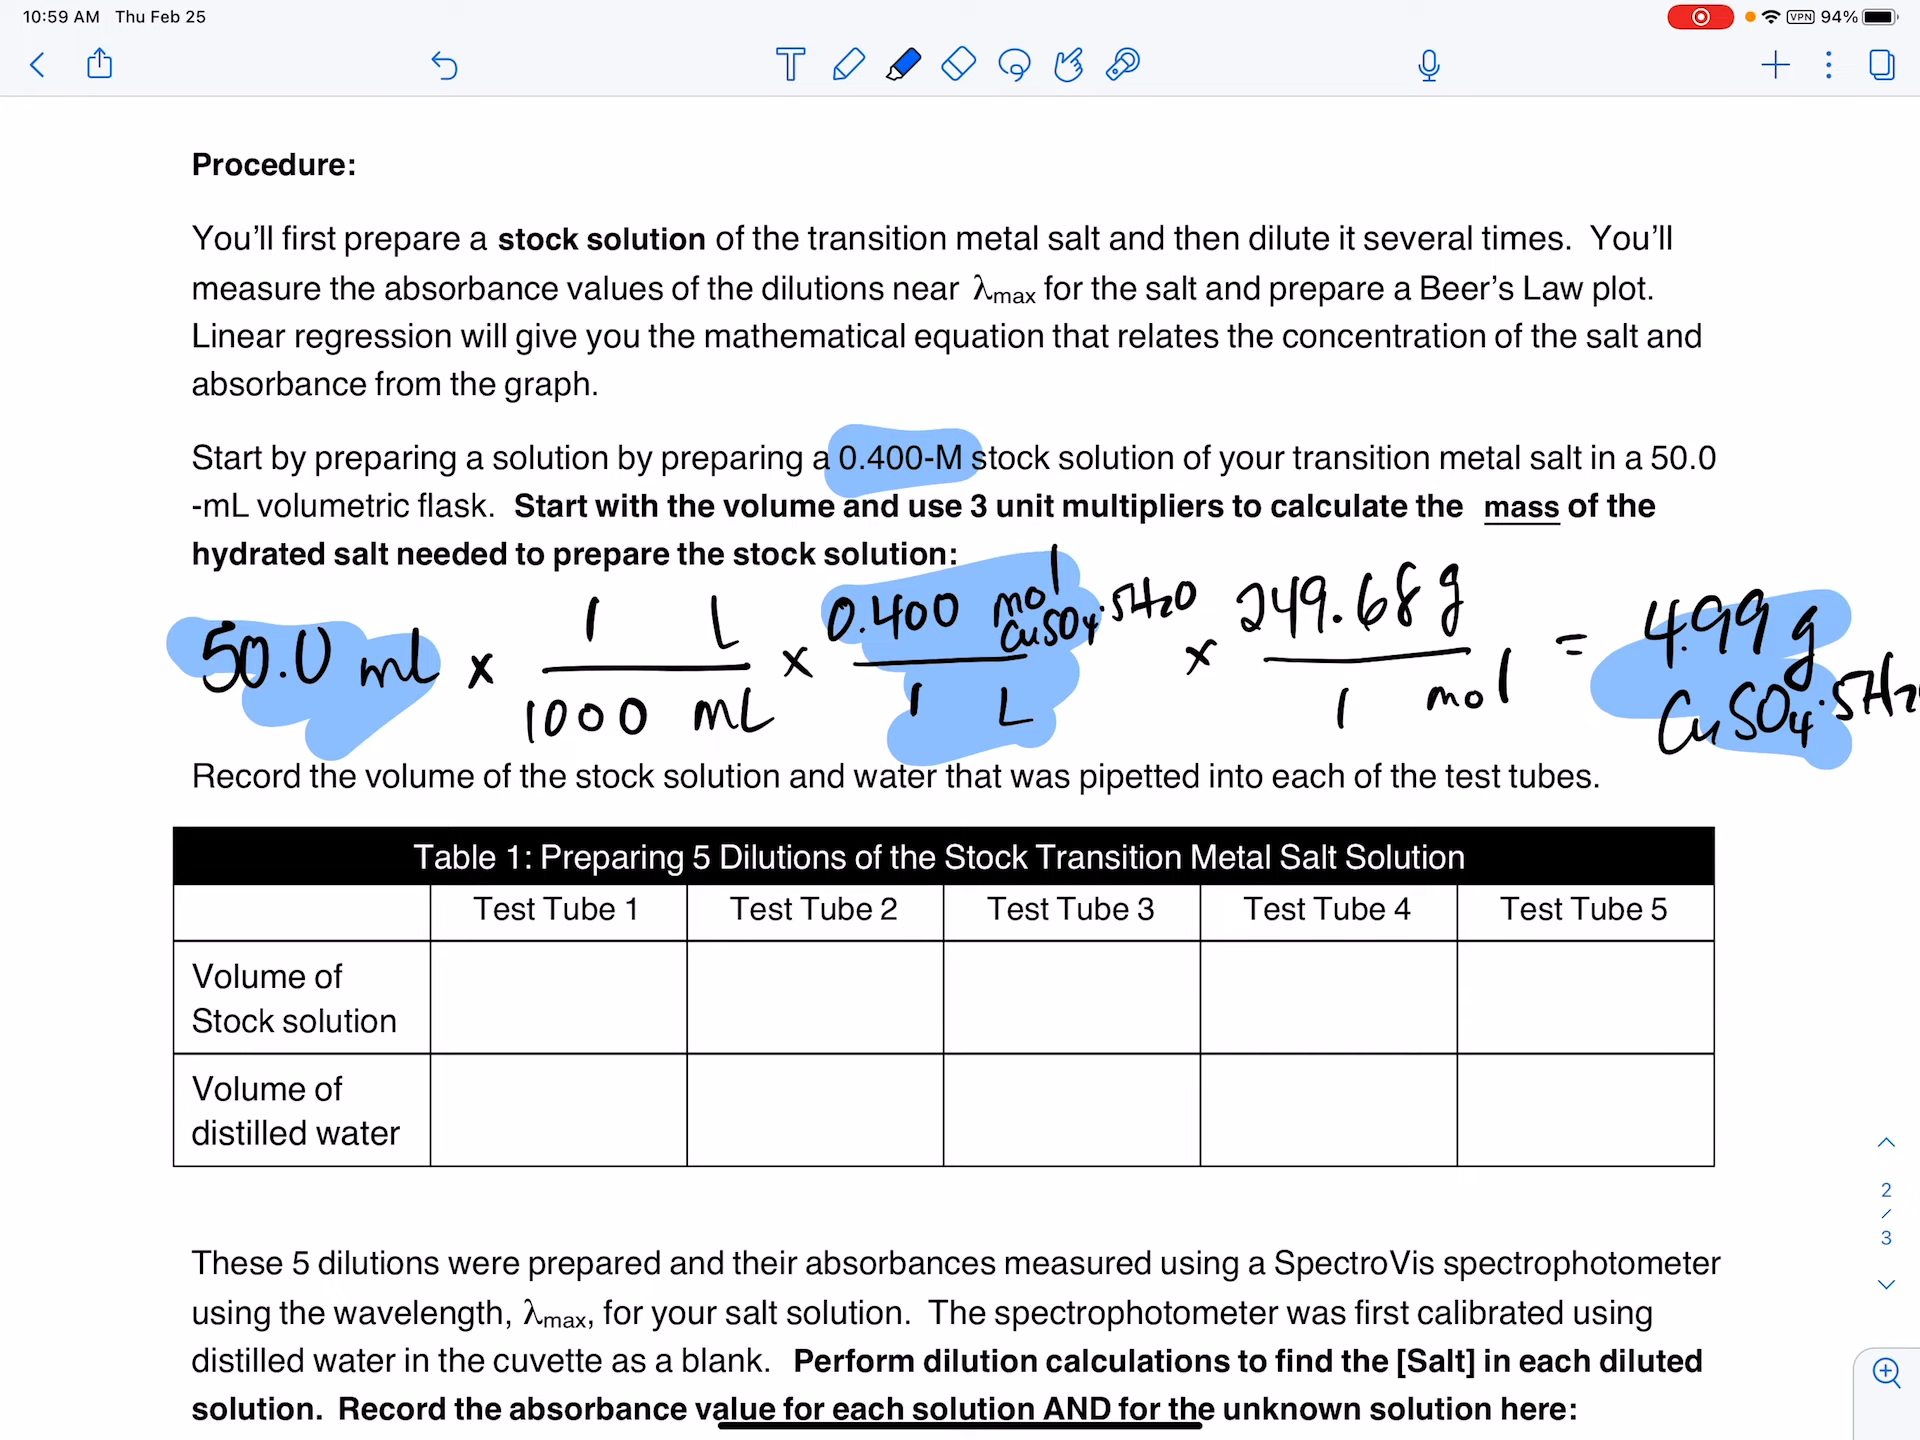 10:59 AM Thu Feb 25
VPN 94%
T
Procedure:
You’ll first prepare a stock solution of the transition metal salt and then dilute it several times. You’ll
measure the absorbance values of the dilutions near λmax for the salt and prepare a Beer’s Law plot.
Linear regression will give you the mathematical equation that relates the concentration of the salt and
absorbance from the graph.
Start by preparing a solution by preparing a 0.400-M stock solution of your transition metal salt in a 50.0
-mL volumetric flask. Start with the volume and use 3 unit multipliers to calculate the mass of the
hydrated salt needed to prepare the stock solution:
50.0 mL x 1 L / 1000 mL x 0.400 mol CuSO4·5H2O / 1 L x 249.68 g / 1 mol = 4.99 g CuSO4·5H2
Record the volume of the stock solution and water that was pipetted into each of the test tubes.
Table 1: Preparing 5 Dilutions of the Stock Transition Metal Salt Solution
Test Tube 1 Test Tube 2 Test Tube 3 Test Tube 4 Test Tube 5
Volume of
Stock solution
Volume of
distilled water
2
/
3
These 5 dilutions were prepared and their absorbances measured using a SpectroVis spectrophotometer
using the wavelength, λmax, for your salt solution. The spectrophotometer was first calibrated using
distilled water in the cuvette as a blank. Perform dilution calculations to find the [Salt] in each diluted
solution. Record the absorbance value for each solution AND for the unknown solution here: